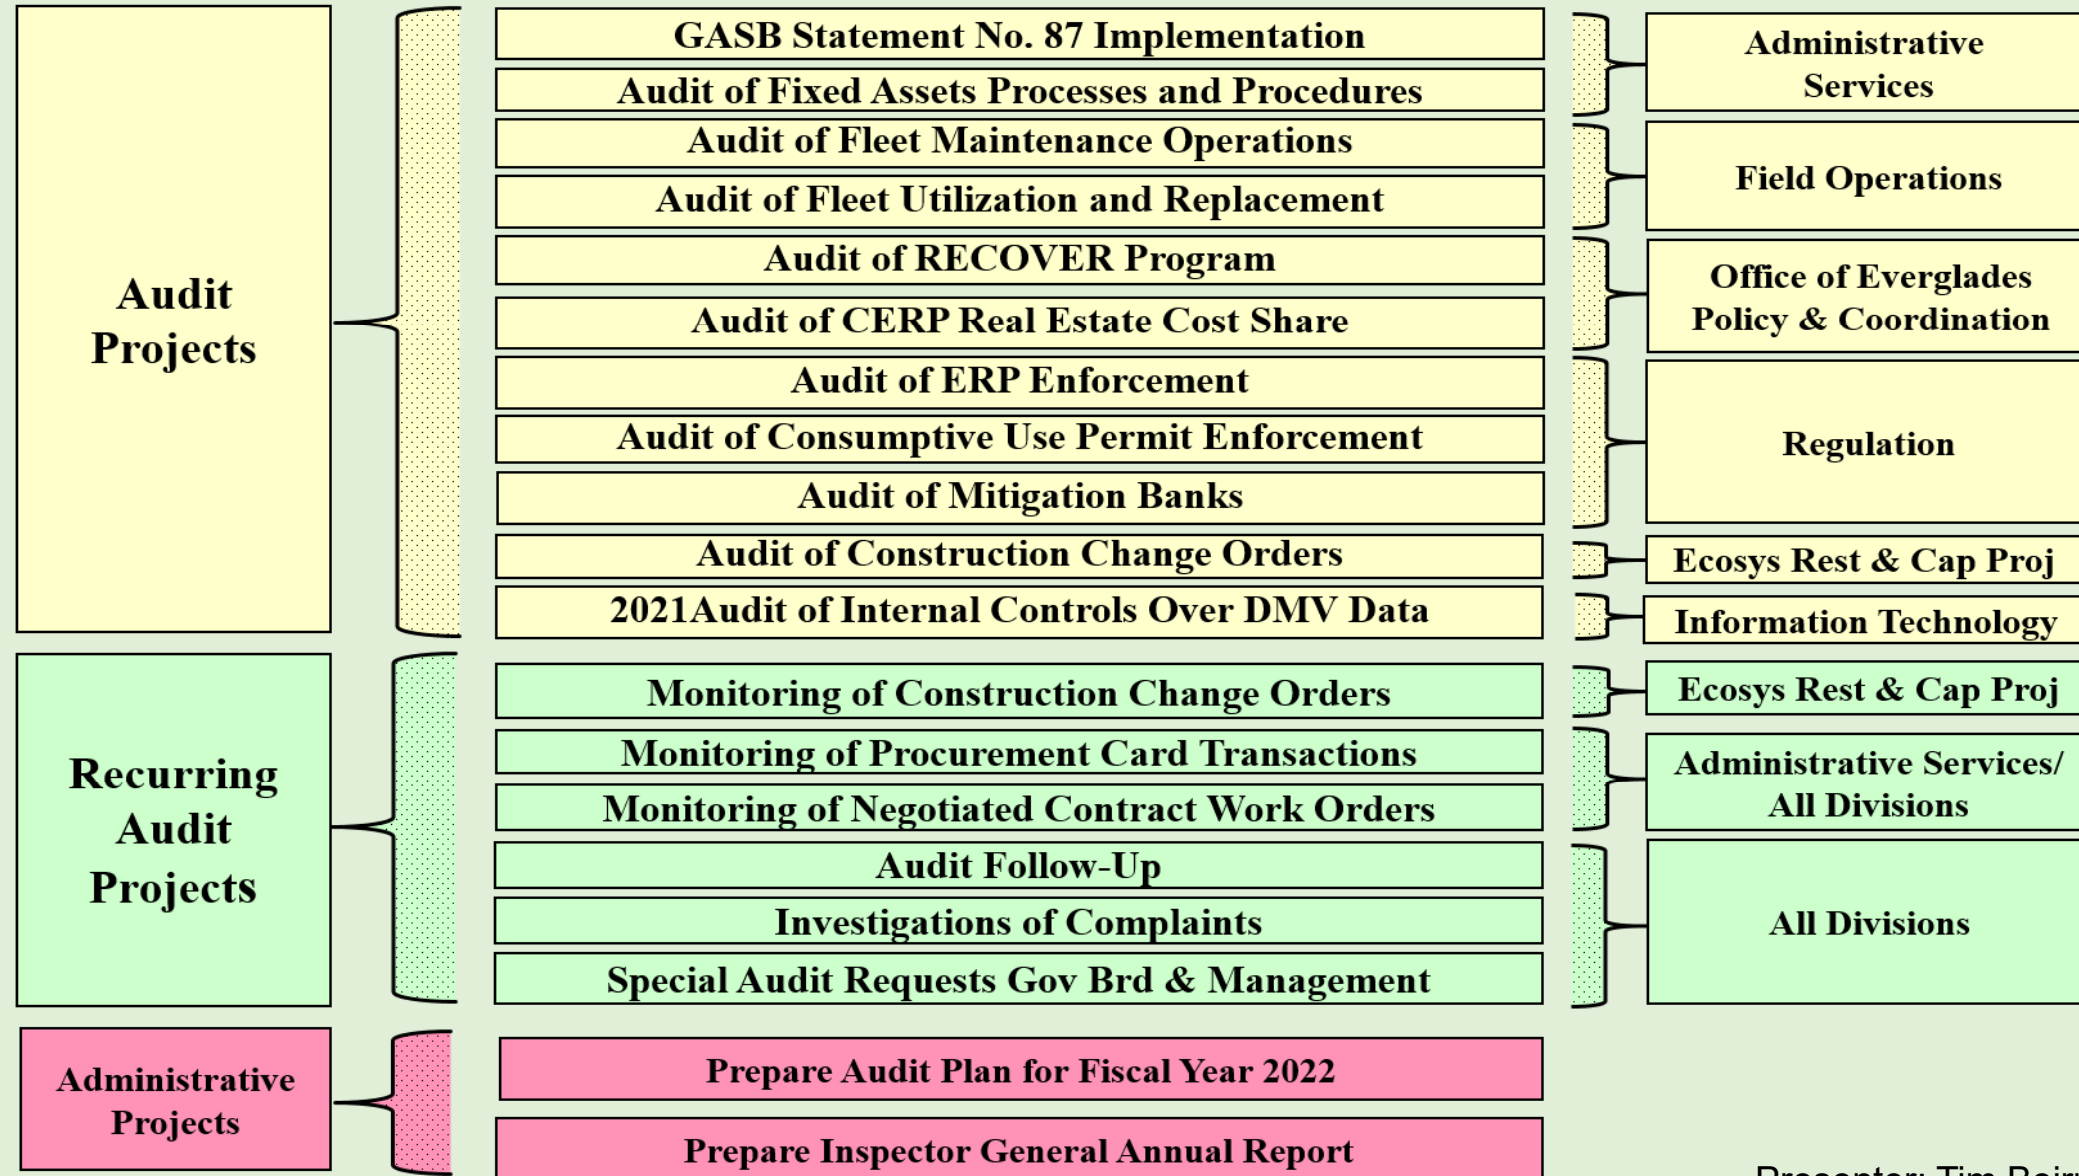 Audit
Projects
GASB Statement No. 87 Implementation
Audit of Fixed Assets Processes and Procedures
Audit of Fleet Maintenance Operations
Audit of Fleet Utilization and Replacement
Audit of RECOVER Program
Audit of CERP Real Estate Cost Share
Audit of ERP Enforcement
Audit of Consumptive Use Permit Enforcement
Audit of Mitigation Banks
Audit of Construction Change Orders
2021Audit of Internal Controls Over DMV Data
Administrative
Services
Field Operations
Office of Everglades
Policy & Coordination
Regulation
Ecosys Rest & Cap Proj
Information Technology
Recurring
Audit
Projects
Monitoring of Construction Change Orders
Monitoring of Procurement Card Transactions
Monitoring of Negotiated Contract Work Orders
Audit Follow-Up
Investigations of Complaints
Special Audit Requests Gov Brd & Management
Ecosys Rest & Cap Proj
Administrative Services/
All Divisions
All Divisions
Administrative
Projects
Prepare Audit Plan for Fiscal Year 2022
Prepare Inspector General Annual Report
Presenter: Tim